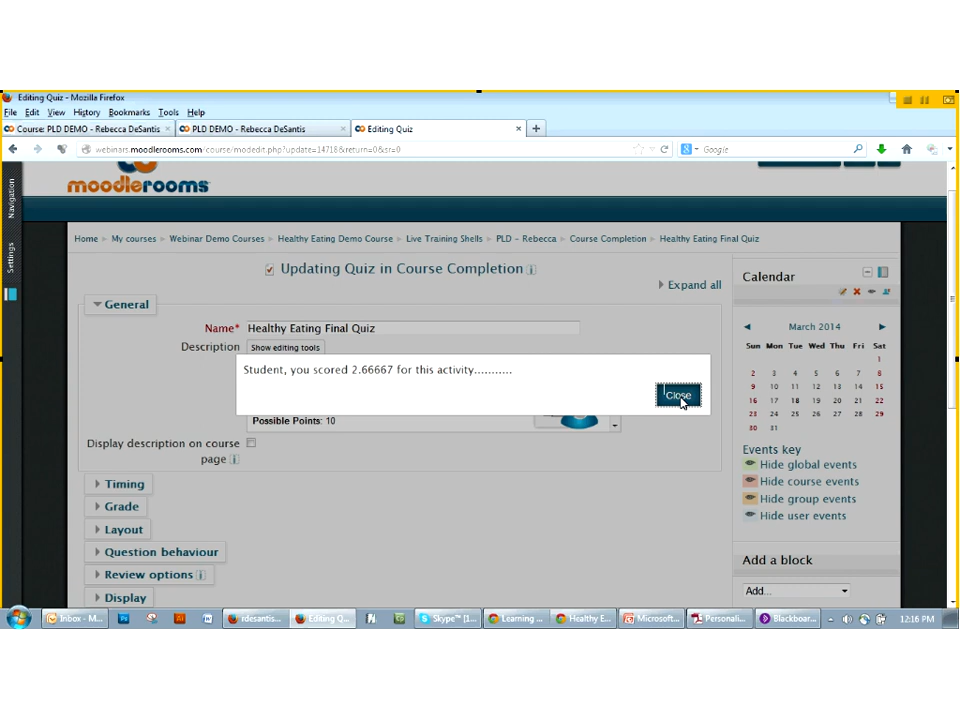 Editing Quiz - Mozilla Firefox
File Edit View History Bookmarks Tools Help
Course: PLD DEMO - Rebecca DeSantis × PLD DEMO - Rebecca DeSantis × Editing Quiz × +
webinars.moodlerooms.com/course/modedit.php?update=14718&return=0&sr=0 Google
moodlerooms
Navigation
Settings
Home My courses Webinar Demo Courses Healthy Eating Demo Course Live Training Shells PLD - Rebecca Course Completion Healthy Eating Final Quiz
Updating Quiz in Course Completion
Expand all
General
Name* Healthy Eating Final Quiz
Description Show editing tools
Student, you scored 2.66667 for this activity...........
Close
Possible Points: 10
Display description on course
page
Timing
Grade
Layout
Question behaviour
Review options
Display
Calendar
March 2014
Sun Mon Tue Wed Thu Fri Sat
1
2 3 4 5 6 7 8
9 10 11 12 13 14 15
16 17 18 19 20 21 22
23 24 25 26 27 28 29
30 31
Events key
Hide global events
Hide course events
Hide group events
Hide user events
Add a block
Add...
Inbox - M... rdesantis... Editing Q... Skype™ [1... Learning ... Healthy E... Microsoft... Personali... Blackboar... 12:16 PM